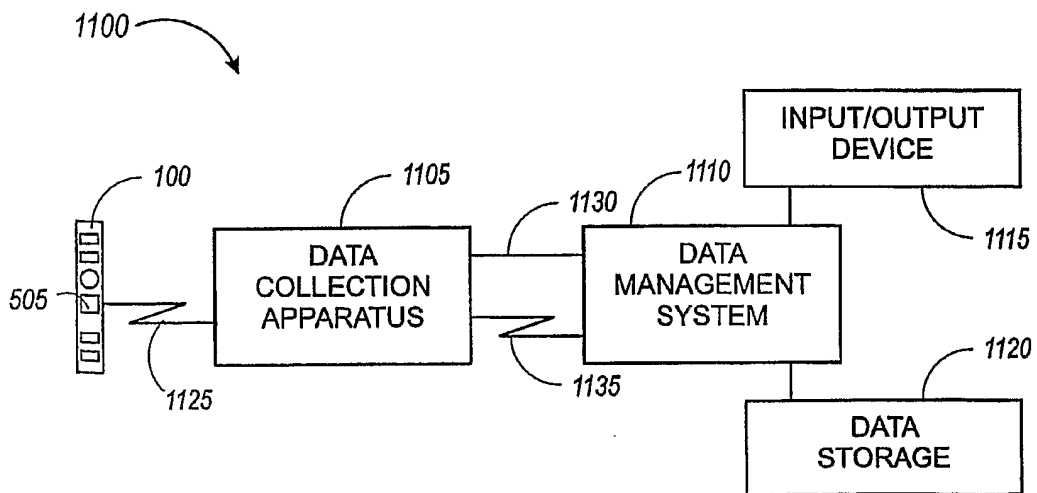 1100
INPUT/OUTPUT
DEVICE
100
1105
1110
1130
1115
DATA
COLLECTION
APPARATUS
DATA
MANAGEMENT
SYSTEM
505
1125
1135
1120
DATA
STORAGE